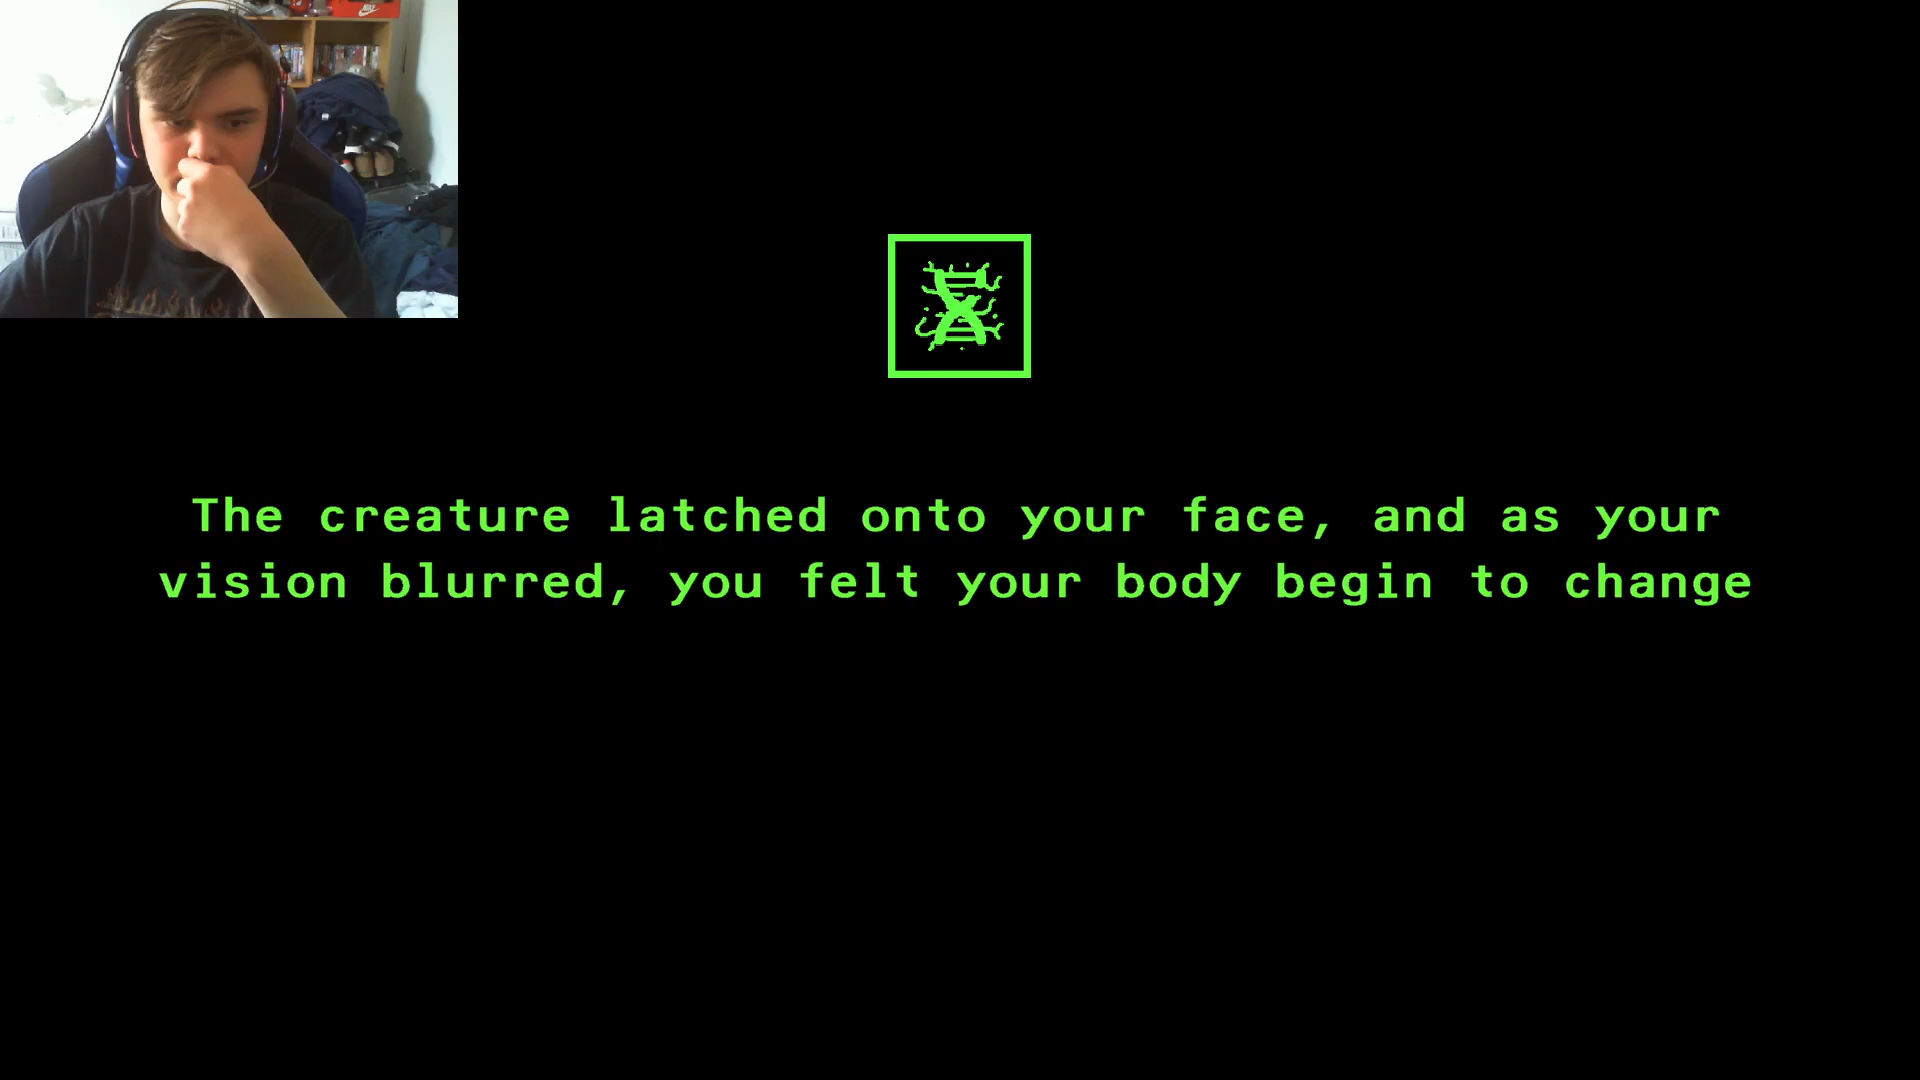 The creature latched onto your face, and as your
vision blurred, you felt your body begin to change